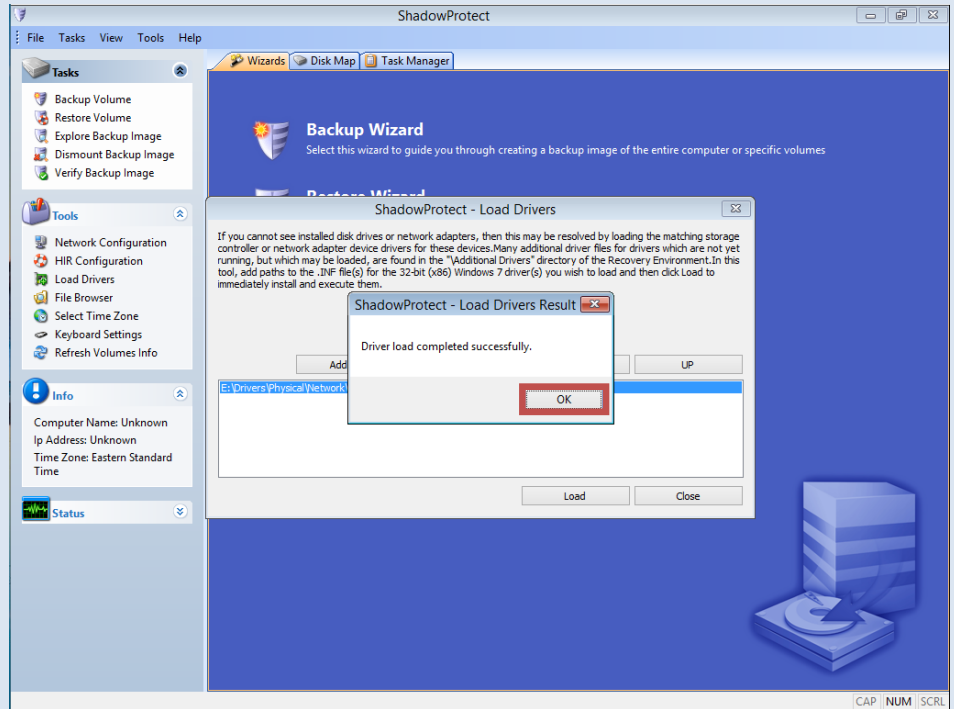 ShadowProtect
File Tasks View Tools Help
Tasks
Backup Volume
Restore Volume
Explore Backup Image
Dismount Backup Image
Verify Backup Image
Tools
Network Configuration
HIR Configuration
Load Drivers
File Browser
Select Time Zone
Keyboard Settings
Refresh Volumes Info
Info
Computer Name: Unknown
Ip Address: Unknown
Time Zone: Eastern Standard
Time
Status
Wizards Disk Map Task Manager
Backup Wizard
Select this wizard to guide you through creating a backup image of the entire computer or specific volumes
Restore Wizard
ShadowProtect - Load Drivers
If you cannot see installed disk drives or network adapters, then this may be resolved by loading the matching storage
controller or network adapter device drivers for these devices.Many additional driver files for drivers which are not yet
running, but which may be loaded, are found in the "\Additional Drivers" directory of the Recovery Environment.In this
tool, add paths to the .INF file(s) for the 32-bit (x86) Windows 7 driver(s) you wish to load and then click Load to
immediately install and execute them.
ShadowProtect - Load Drivers Result
Driver load completed successfully.
OK
Add
UP
E:\Drivers\Physical\Network\
Load Close
CAP NUM SCRL